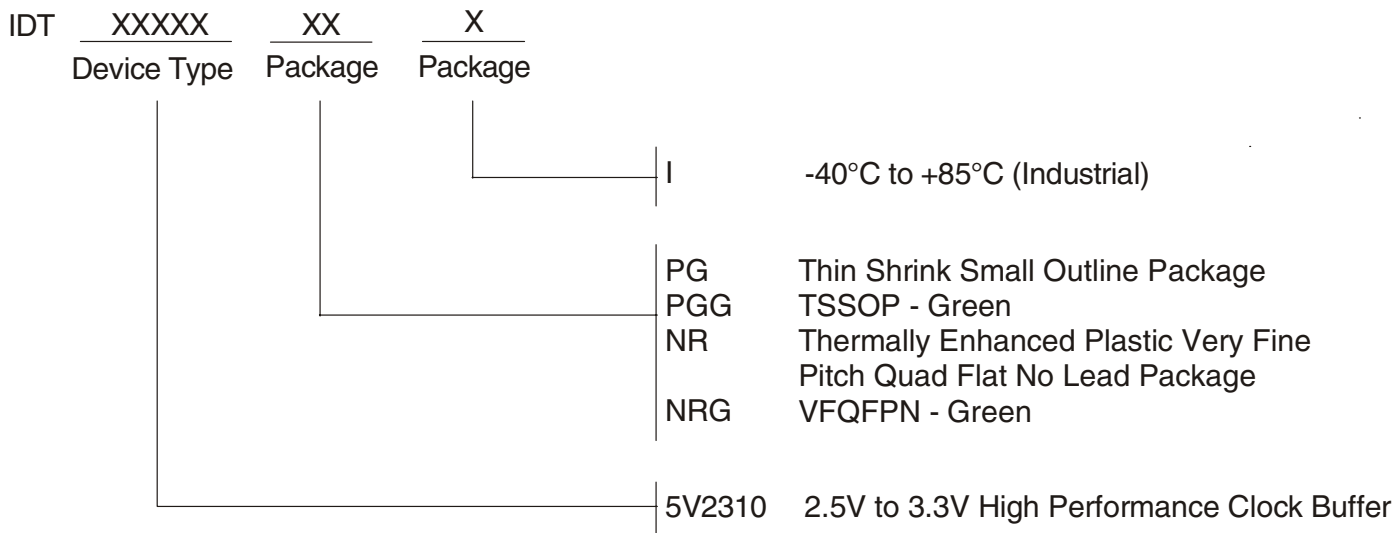 IDT XXXXX XX X
Device Type Package Package
I -40°C to +85°C (Industrial)
PG Thin Shrink Small Outline Package
PGG TSSOP - Green
NR Thermally Enhanced Plastic Very Fine
Pitch Quad Flat No Lead Package
NRG VFQFPN - Green
5V2310 2.5V to 3.3V High Performance Clock Buffer